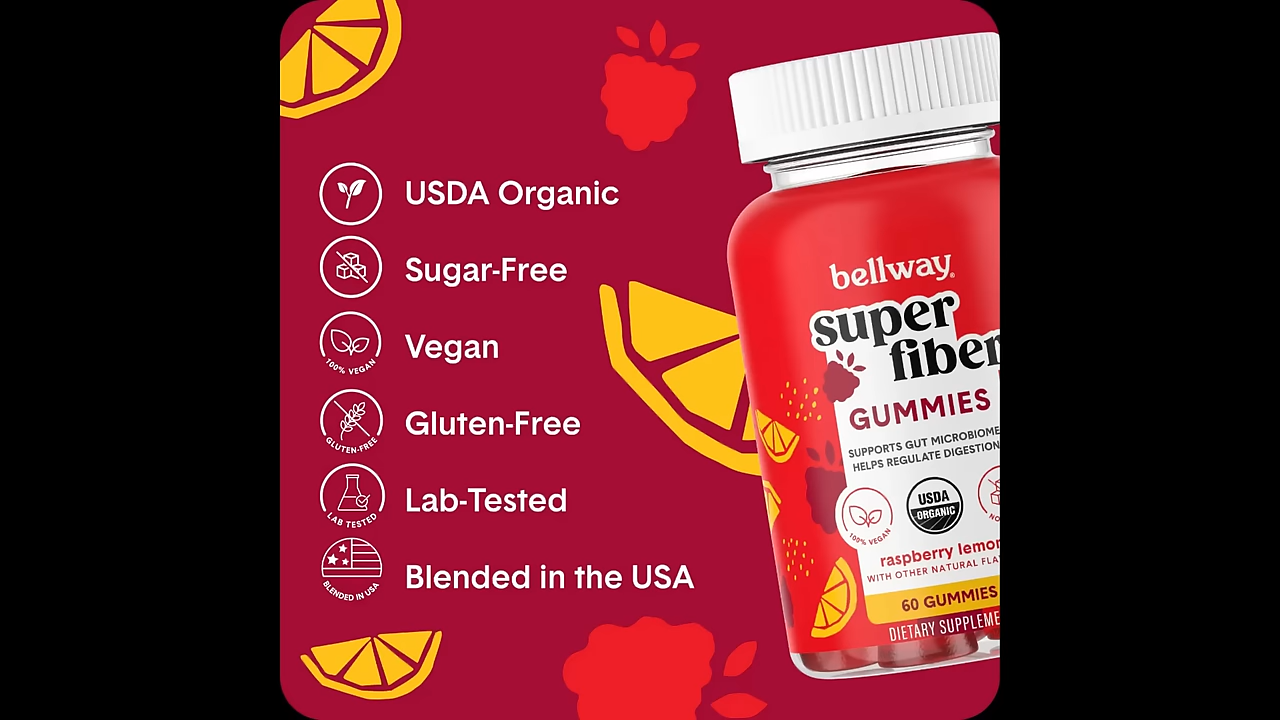 USDA Organic
Sugar-Free
100% VEGAN
Vegan
GLUTEN-FREE
Gluten-Free
LAB TESTED
Lab-Tested
BLENDED IN USA
Blended in the USA
bellway®
super
fiber
GUMMIES
SUPPORTS GUT MICROBIOME
HELPS REGULATE DIGESTION
100% VEGAN
USDA
ORGANIC
raspberry lemon
WITH OTHER NATURAL
60 GUMMIES
DIETARY